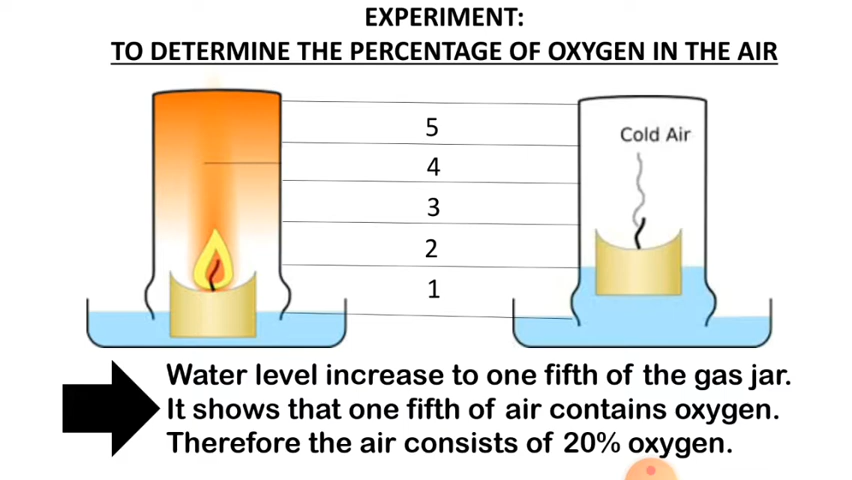 EXPERIMENT:
TO DETERMINE THE PERCENTAGE OF OXYGEN IN THE AIR
5
Cold Air
4
3
2
1
Water level increase to one fifth of the gas jar.
It shows that one fifth of air contains oxygen.
Therefore the air consists of 20% oxygen.